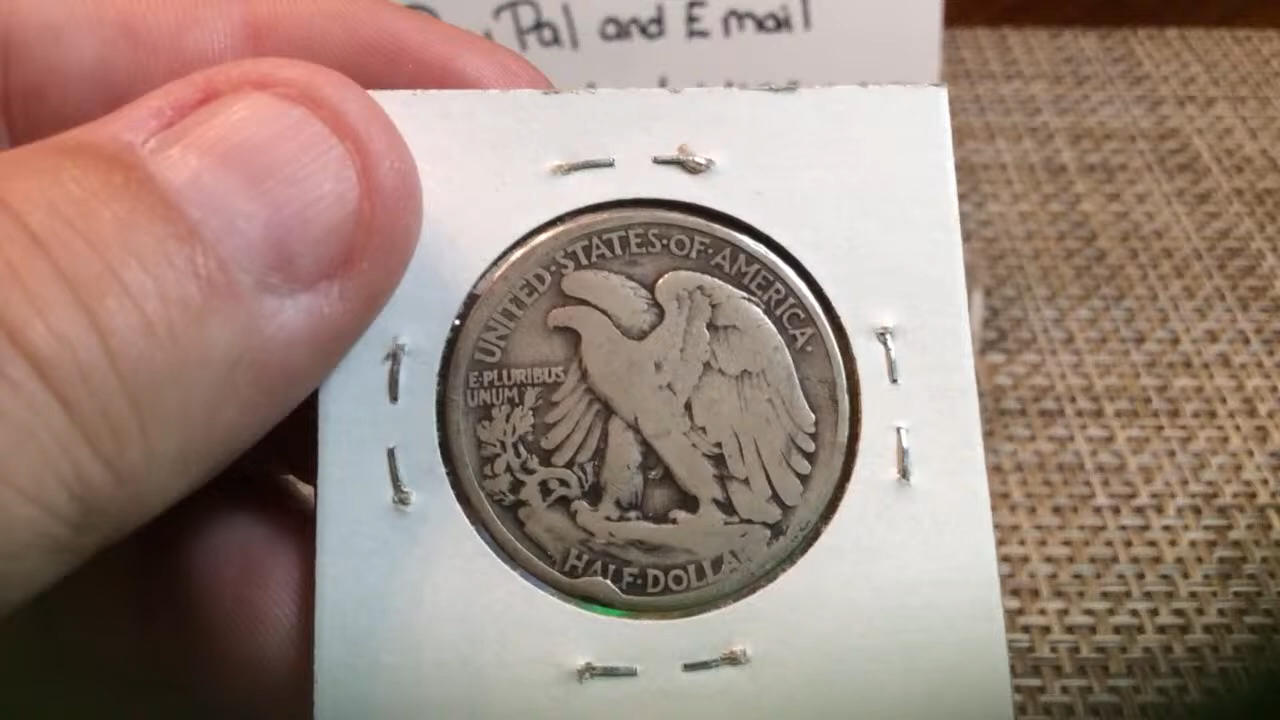 Pal and Email
UNITED·STATES·OF·AMERICA·
E·PLURIBUS
UNUM
HALF·DOLLA